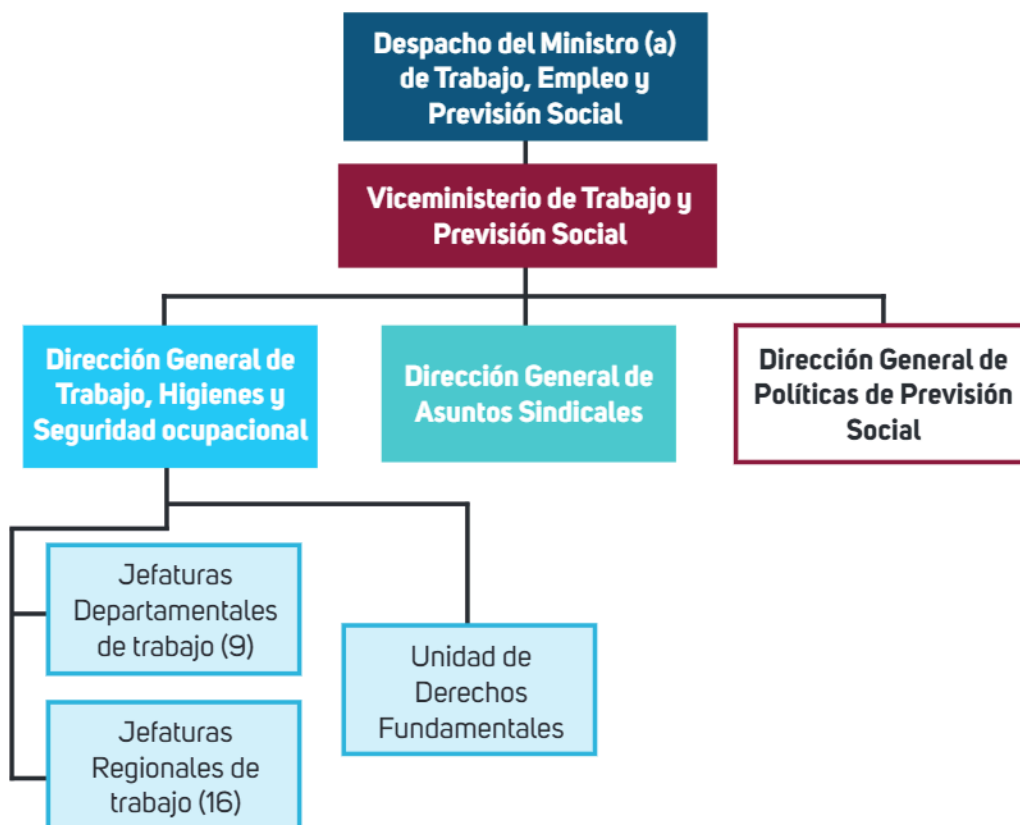 Despacho del Ministro (a)
de Trabajo, Empleo y
Previsión Social
Viceministerio de Trabajo y
Previsión Social
Dirección General de
Trabajo, Higienes y
Seguridad ocupacional
Dirección General de
Asuntos Sindicales
Dirección General de
Políticas de Previsión
Social
Jefaturas
Departamentales
de trabajo (9)
Jefaturas
Regionales de
trabajo (16)
Unidad de
Derechos
Fundamentales